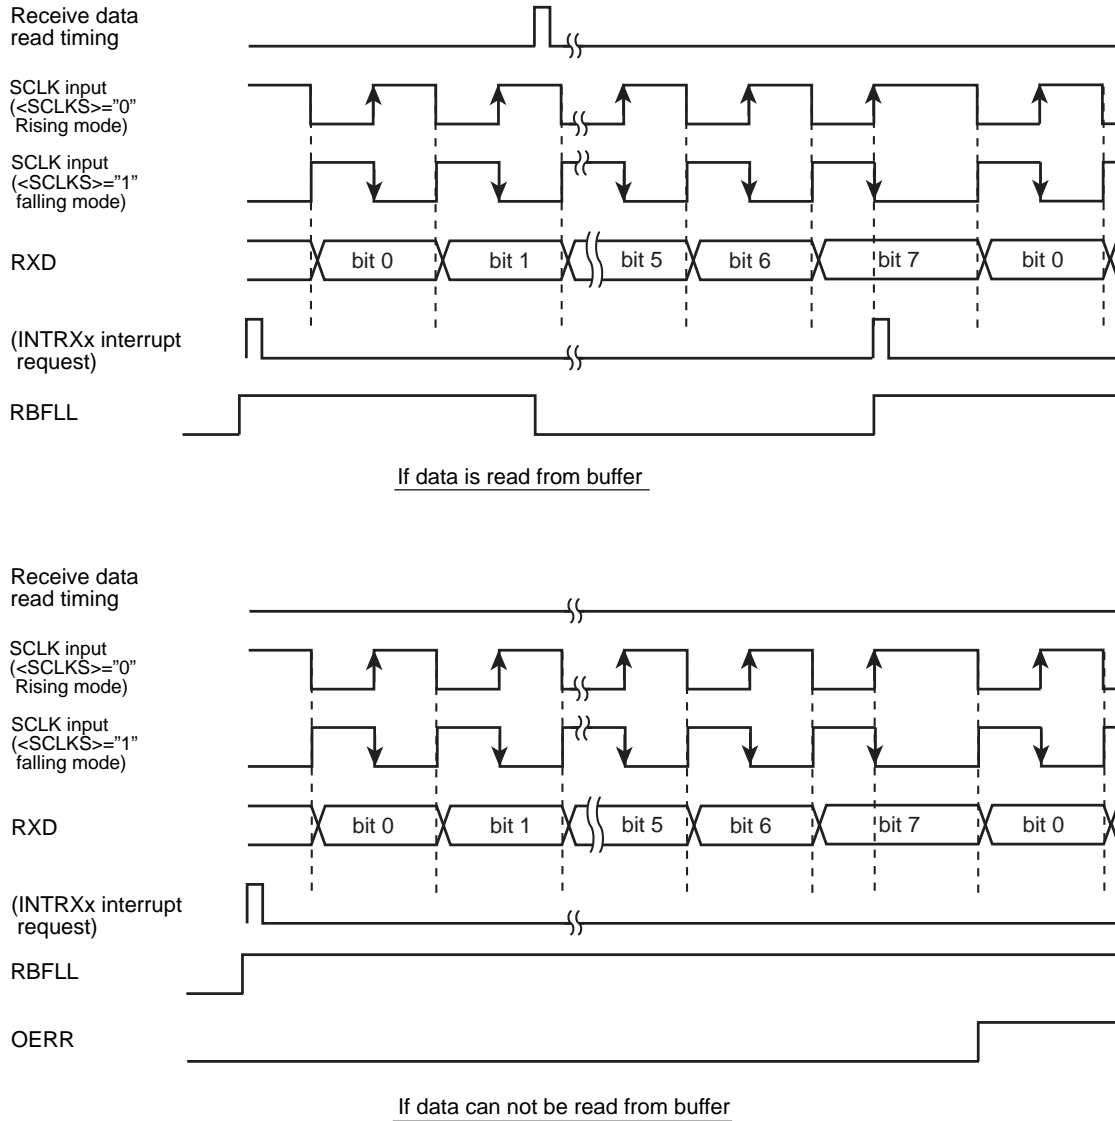 Receive data
read timing
SCLK input
(<SCLKS>="0"
Rising mode)
SCLK input
(<SCLKS>="1"
falling mode)
RXD
bit 0 bit 1 bit 5 bit 6 bit 7 bit 0
(INTRXx interrupt
request)
RBFLL
If data is read from buffer
Receive data
read timing
SCLK input
(<SCLKS>="0"
Rising mode)
SCLK input
(<SCLKS>="1"
falling mode)
RXD
bit 0 bit 1 bit 5 bit 6 bit 7 bit 0
(INTRXx interrupt
request)
RBFLL
OERR
If data can not be read from buffer